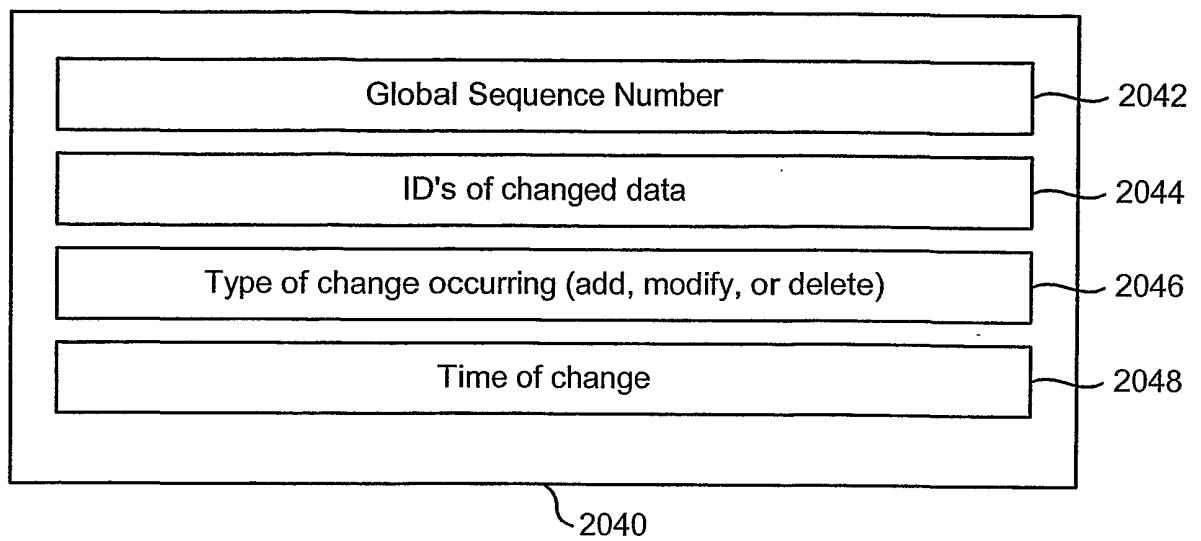 Global Sequence Number
2042
ID's of changed data
2044
Type of change occurring (add, modify, or delete)
2046
Time of change
2048
2040